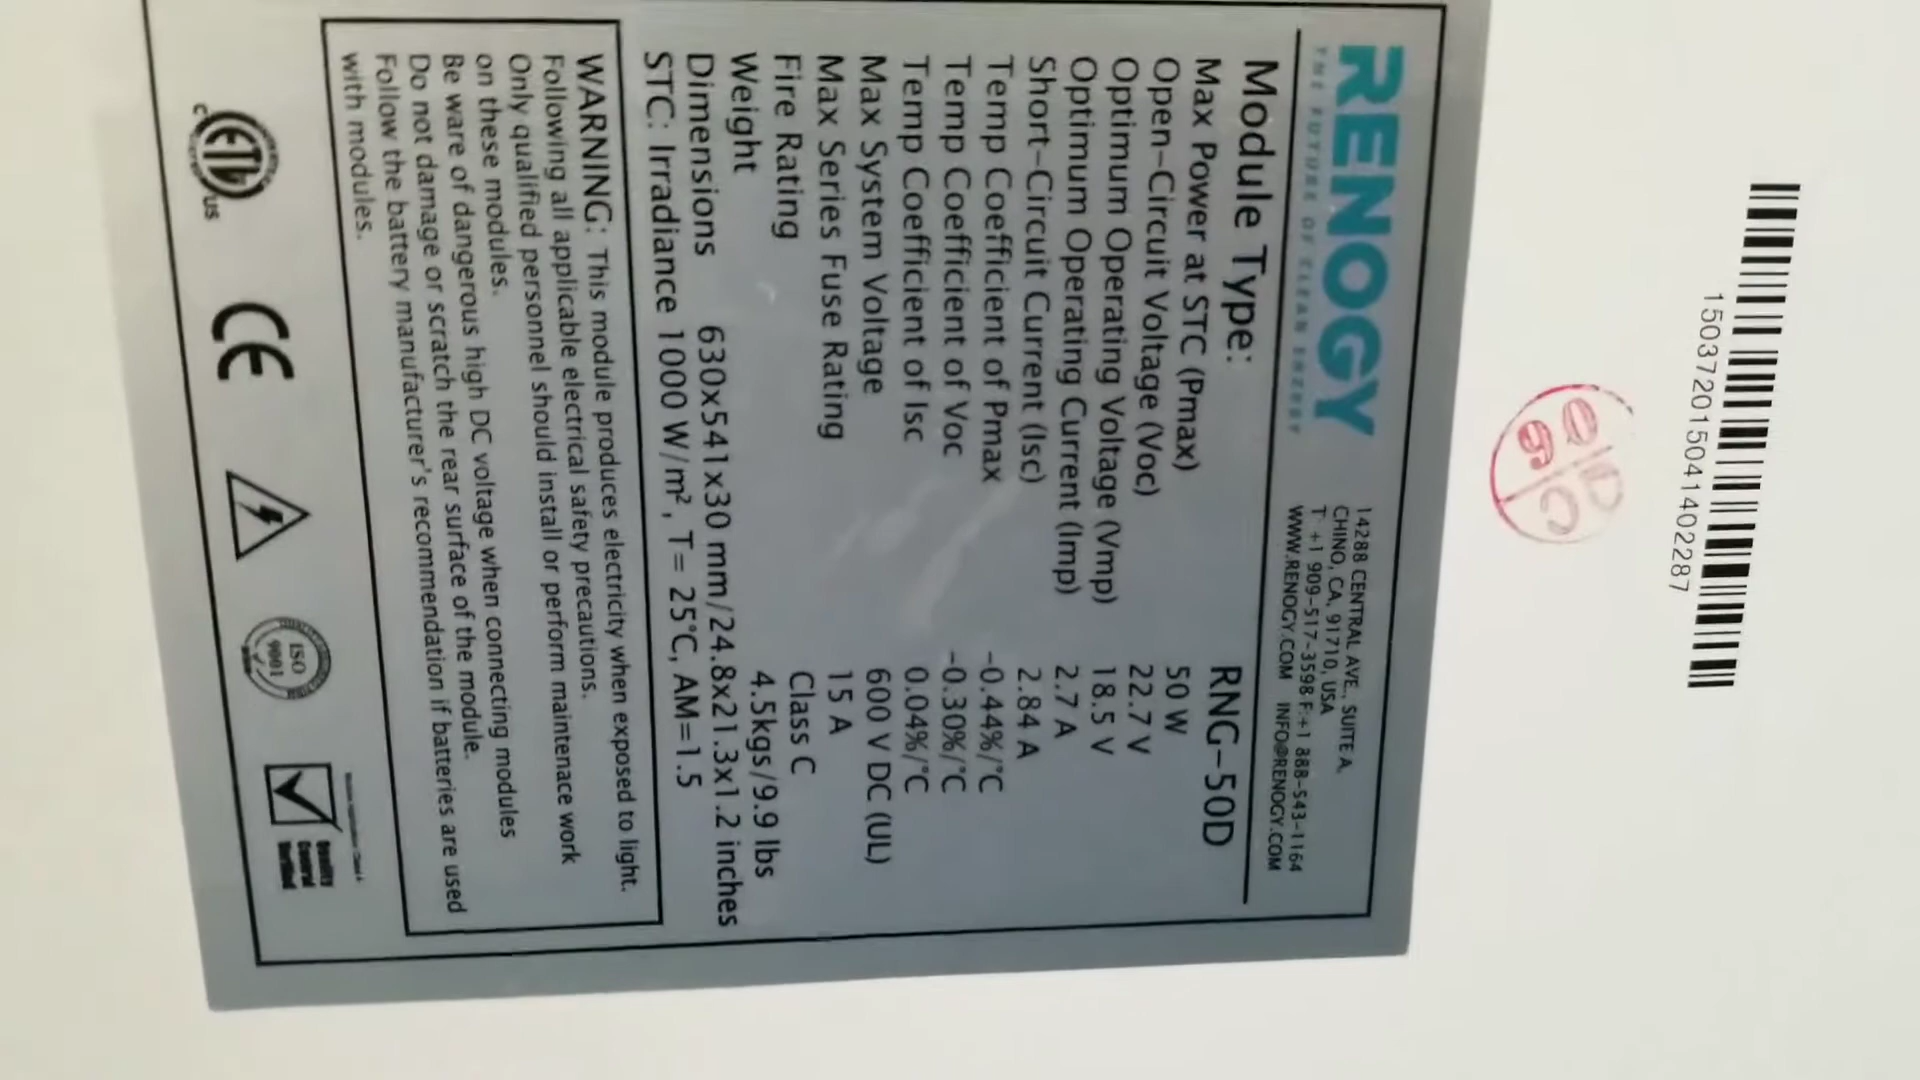 RENOGY
THE FUTURE OF CLEAN ENERGY
14288 CENTRAL AVE., SUITE A,
CHINO, CA, 91710, USA
T: +1 909-517-3598 F:+1 888-543-1164
WWW.RENOGY.COM INFO@RENOGY.COM
Module Type: RNG-50D
Max Power at STC (Pmax) 50 W
Open-Circuit Voltage (Voc) 22.7 V
Optimum Operating Voltage (Vmp) 18.5 V
Optimum Operating Current (Imp) 2.7 A
Short-Circuit Current (Isc) 2.84 A
Temp Coefficient of Pmax -0.44%/°C
Temp Coefficient of Voc -0.30%/°C
Temp Coefficient of Isc 0.04%/°C
Max System Voltage 600 V DC (UL)
Max Series Fuse Rating 15 A
Fire Rating Class C
Weight 4.5kgs/9.9 lbs
Dimensions 630x541x30 mm/24.8x21.3x1.2 inches
STC: Irradiance 1000 W/m², T= 25°C, AM=1.5
WARNING: This module produces electricity when exposed to light.
Following all applicable electrical safety precautions.
Only qualified personnel should install or perform maintenace work
on these modules.
Be ware of dangerous high DC voltage when connecting modules
Do not damage or scratch the rear surface of the module.
Follow the battery manufacturer's recommendation if batteries are used
with modules.
C ETL US
CE
ISO
9001
Quality
Control
Verified
150372015041402287